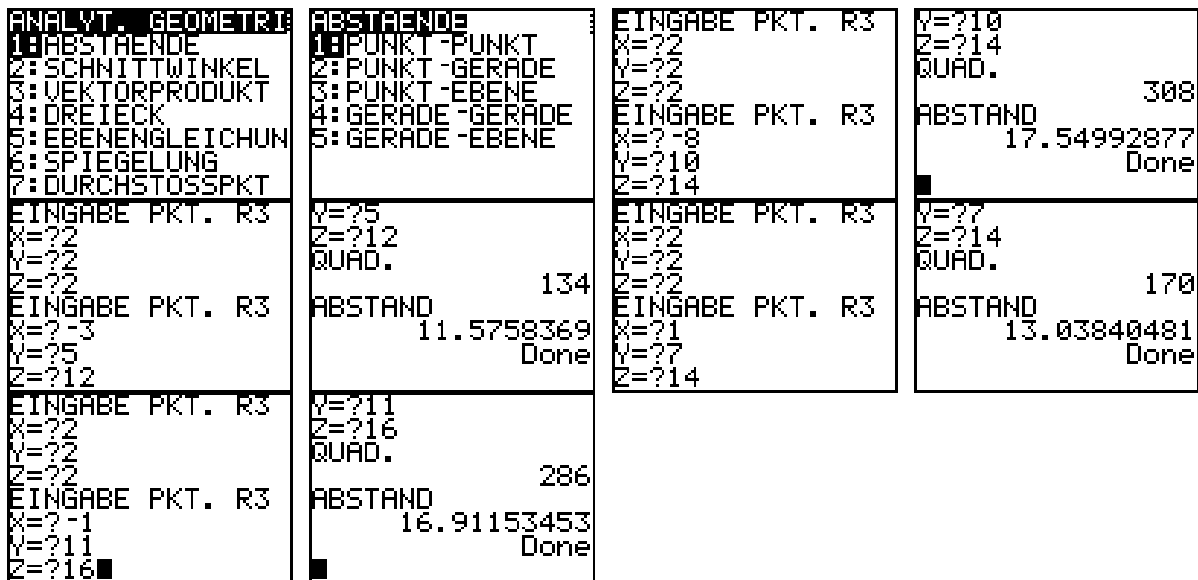 ANALYT. GEOMETRI
1:ABSTAENDE
2:SCHNITTWINKEL
3:VEKTORPRODUKT
4:DREIECK
5:EBENENGLEICHUN
6:SPIEGELUNG
7:DURCHSTOSSPKT
ABSTAENDE
1:PUNKT-PUNKT
2:PUNKT-GERADE
3:PUNKT-EBENE
4:GERADE-GERADE
5:GERADE-EBENE
EINGABE PKT. R3
X=?2
Y=?2
Z=?2
EINGABE PKT. R3
X=?-8
Y=?10
Z=?14
Y=?10
Z=?14
QUAD.
308
ABSTAND
17.54992877
Done
EINGABE PKT. R3
X=?2
Y=?2
Z=?2
EINGABE PKT. R3
X=?-3
Y=?5
Z=?12
Y=?5
Z=?12
QUAD.
134
ABSTAND
11.5758369
Done
EINGABE PKT. R3
X=?2
Y=?2
Z=?2
EINGABE PKT. R3
X=?1
Y=?7
Z=?14
Y=?7
Z=?14
QUAD.
170
ABSTAND
13.03840481
Done
EINGABE PKT. R3
X=?2
Y=?2
Z=?2
EINGABE PKT. R3
X=?-1
Y=?11
Z=?16
Y=?11
Z=?16
QUAD.
286
ABSTAND
16.91153453
Done